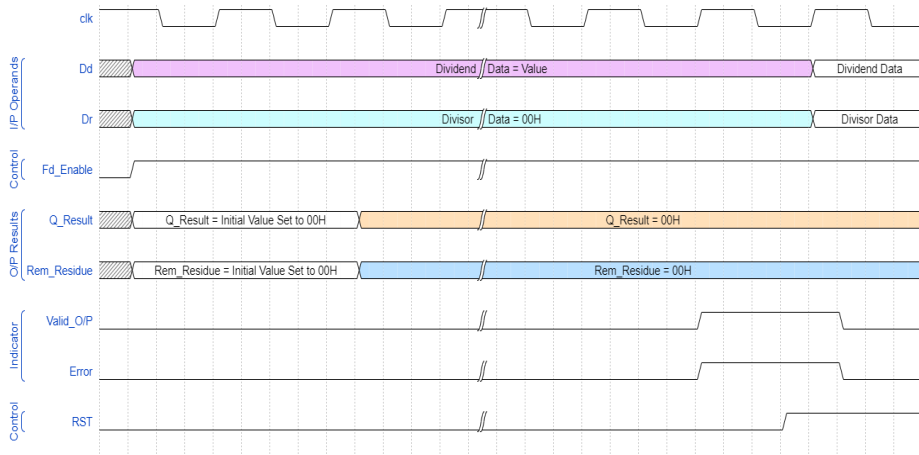 clk
I/P Operands
Dd
Dividend Data = Value
Dividend Data
Dr
Divisor Data = 00H
Divisor Data
Control
Fd_Enable
O/P Results
Q_Result
Q_Result = Initial Value Set to 00H
Q_Result = 00H
Rem_Residue
Rem_Residue = Initial Value Set to 00H
Rem_Residue = 00H
Indicator
Valid_O/P
Error
Control
RST